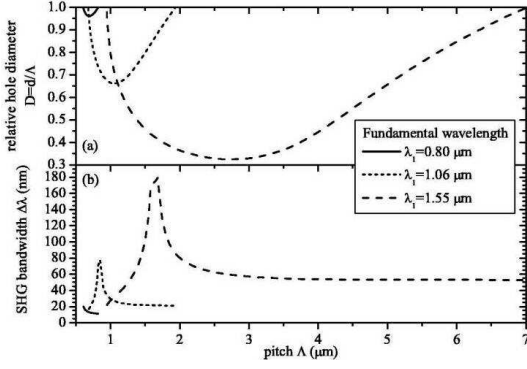 1.0
0.9
0.8
0.7
0.6
0.5
0.4
0.3
relative hole diameter
D=d/Λ
(a)
Fundamental wavelength
λ₁=0.80 μm
λ₁=1.06 μm
λ₁=1.55 μm
180
160
140
120
100
80
60
40
20
0
SHG bandwidth Δλ (nm)
(b)
1 2 3 4 5 6 7
pitch Λ (μm)